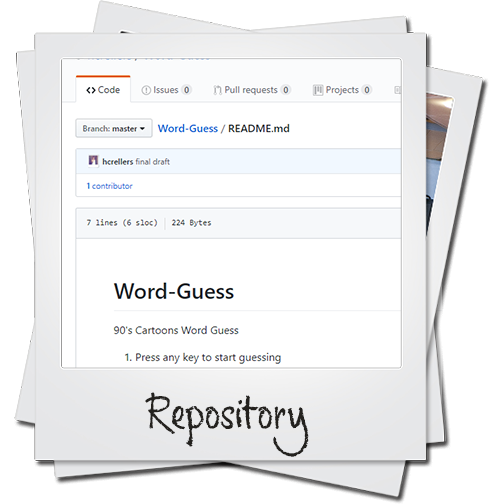 Code Issues 0 Pull requests 0 Projects 0
Branch: master Word-Guess / README.md
hcrellers final draft
1 contributor
7 lines (6 sloc) 224 Bytes
Word-Guess
90's Cartoons Word Guess
1. Press any key to start guessing
Repository